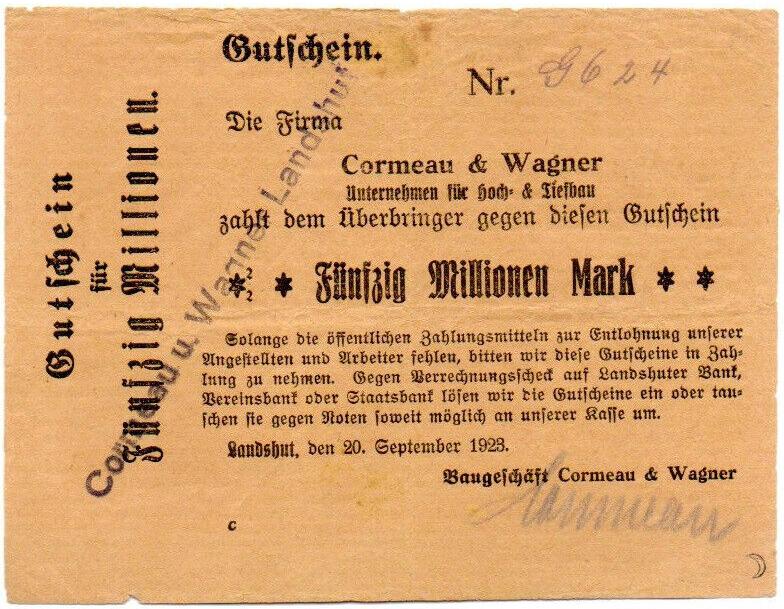 Gutschein.
Nr. G 624
Die Firma
Cormeau & Wagner
Unternehmen für Hoch- & Tiefbau
zahlt dem Überbringer gegen diesen Gutschein
Fünfzig Millionen Mark
Solange die öffentlichen Zahlungsmitteln zur Entlohnung unserer
Angestellten und Arbeiter fehlen, bitten wir diese Gutscheine in Zah-
lung zu nehmen. Gegen Verrechnungsscheck auf Landshuter Bank,
Vereinsbank oder Staatsbank lösen wir die Gutscheine ein oder tau-
schen sie gegen Noten soweit möglich an unserer Kasse um.
Landshut, den 20. September 1923.
Baugeschäft Cormeau & Wagner
Cormeau
c
Gutschein
für
Fünfzig Millionen.
Cormeau u. Wagner Landshut
2
2